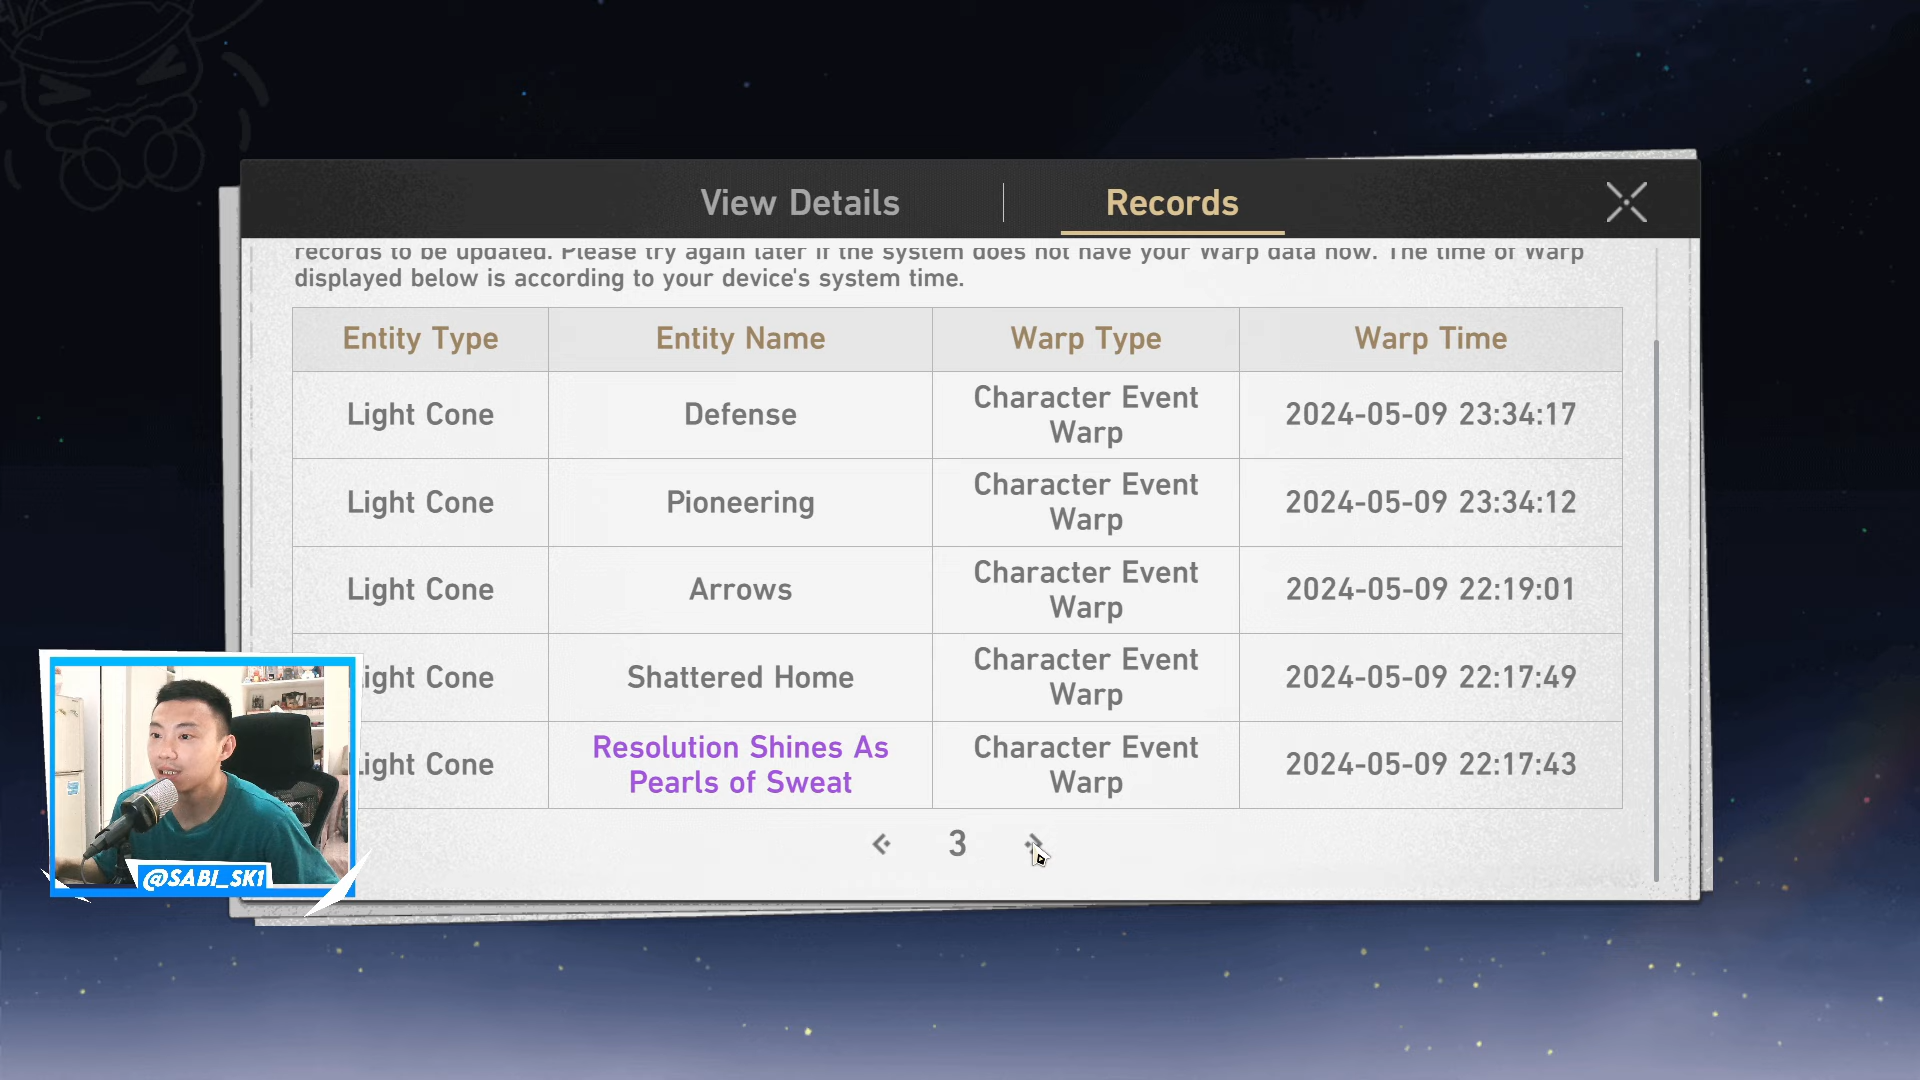 View Details
Records
records to be updated. Please try again later if the system does not have your Warp data now. The time of Warp
displayed below is according to your device's system time.
Entity Type Entity Name Warp Type Warp Time
Light Cone Defense Character Event Warp 2024-05-09 23:34:17
Light Cone Pioneering Character Event Warp 2024-05-09 23:34:12
Light Cone Arrows Character Event Warp 2024-05-09 22:19:01
Light Cone Shattered Home Character Event Warp 2024-05-09 22:17:49
Light Cone Resolution Shines As Pearls of Sweat Character Event Warp 2024-05-09 22:17:43
3
@SABI_SK1